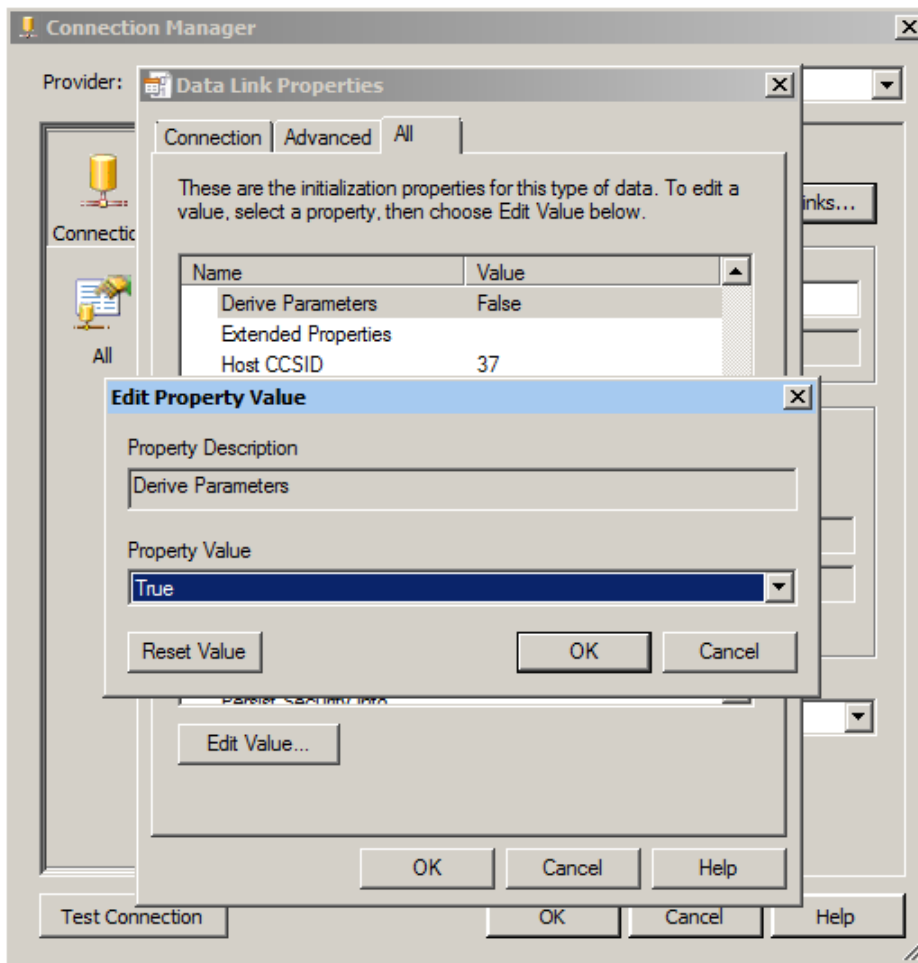 Connection Manager
Provider:
Data Link Properties
Connection
Advanced
All
These are the initialization properties for this type of data. To edit a
value, select a property, then choose Edit Value below.
inks...
Connectio
All
Name Value
Derive Parameters False
Extended Properties
Host CCSID 37
Edit Property Value
Property Description
Derive Parameters
Property Value
True
Reset Value
OK
Cancel
Persist Security Info
Edit Value...
OK
Cancel
Help
Test Connection
OK
Cancel
Help